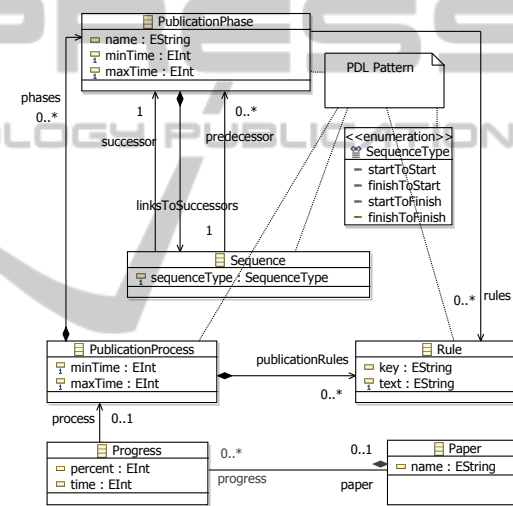 PublicationPhase
name : EString
minTime : EInt
maxTime : EInt
PDL Pattern
phases
0..*
1
successor
0..*
predecessor
<<enumeration>>
SequenceType
startToStart
finishToStart
startToFinish
finishToFinish
linksToSuccessors
1
Sequence
sequenceType : SequenceType
0..*
rules
PublicationProcess
minTime : EInt
maxTime : EInt
publicationRules
0..*
Rule
key : EString
text : EString
process
0..1
Progress
percent : EInt
time : EInt
0..*
progress
0..1
paper
Paper
name : EString